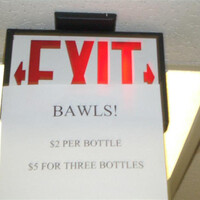 EXIT
BAWLS!
$2 PER BOTTLE
$5 FOR THREE BOTTLES